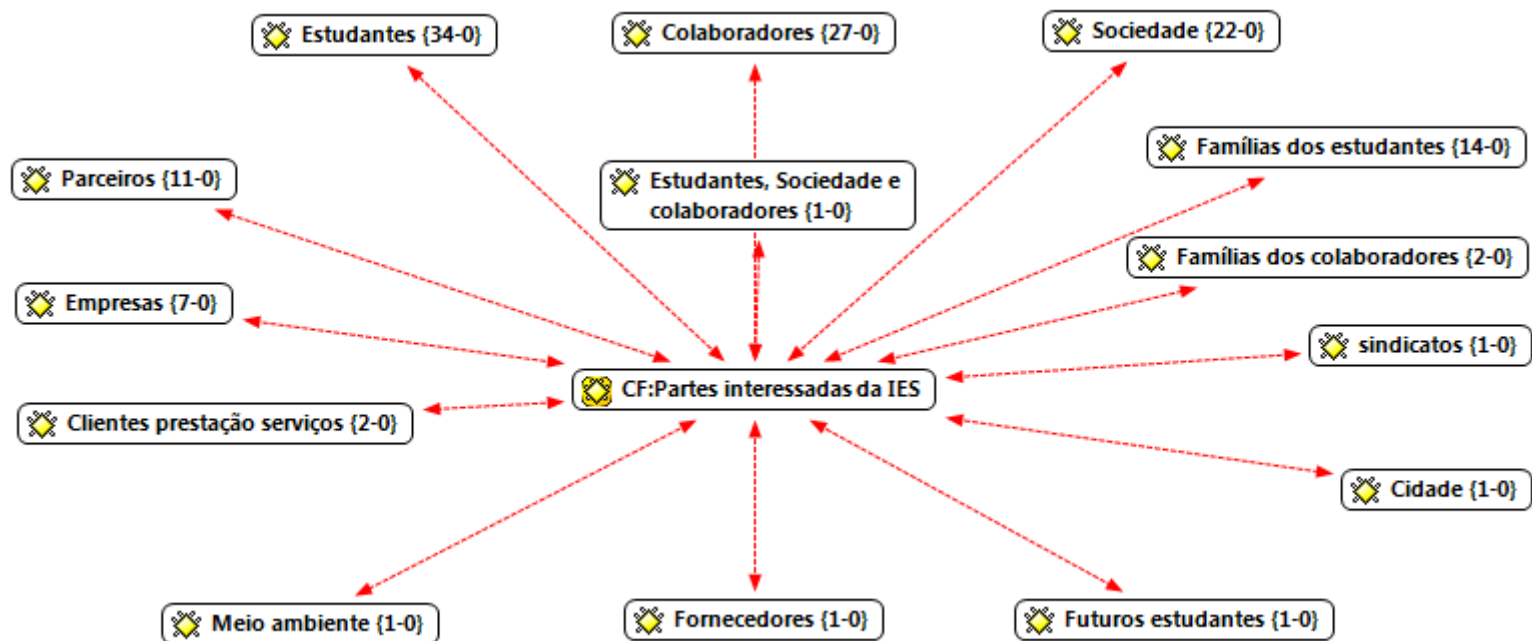 Estudantes {34-0}
Colaboradores {27-0}
Sociedade {22-0}
Famílias dos estudantes {14-0}
Parceiros {11-0}
Estudantes, Sociedade e
colaboradores {1-0}
Famílias dos colaboradores {2-0}
Empresas {7-0}
sindicatos {1-0}
CF:Partes interessadas da IES
Clientes prestação serviços {2-0}
Cidade {1-0}
Meio ambiente {1-0}
Fornecedores {1-0}
Futuros estudantes {1-0}